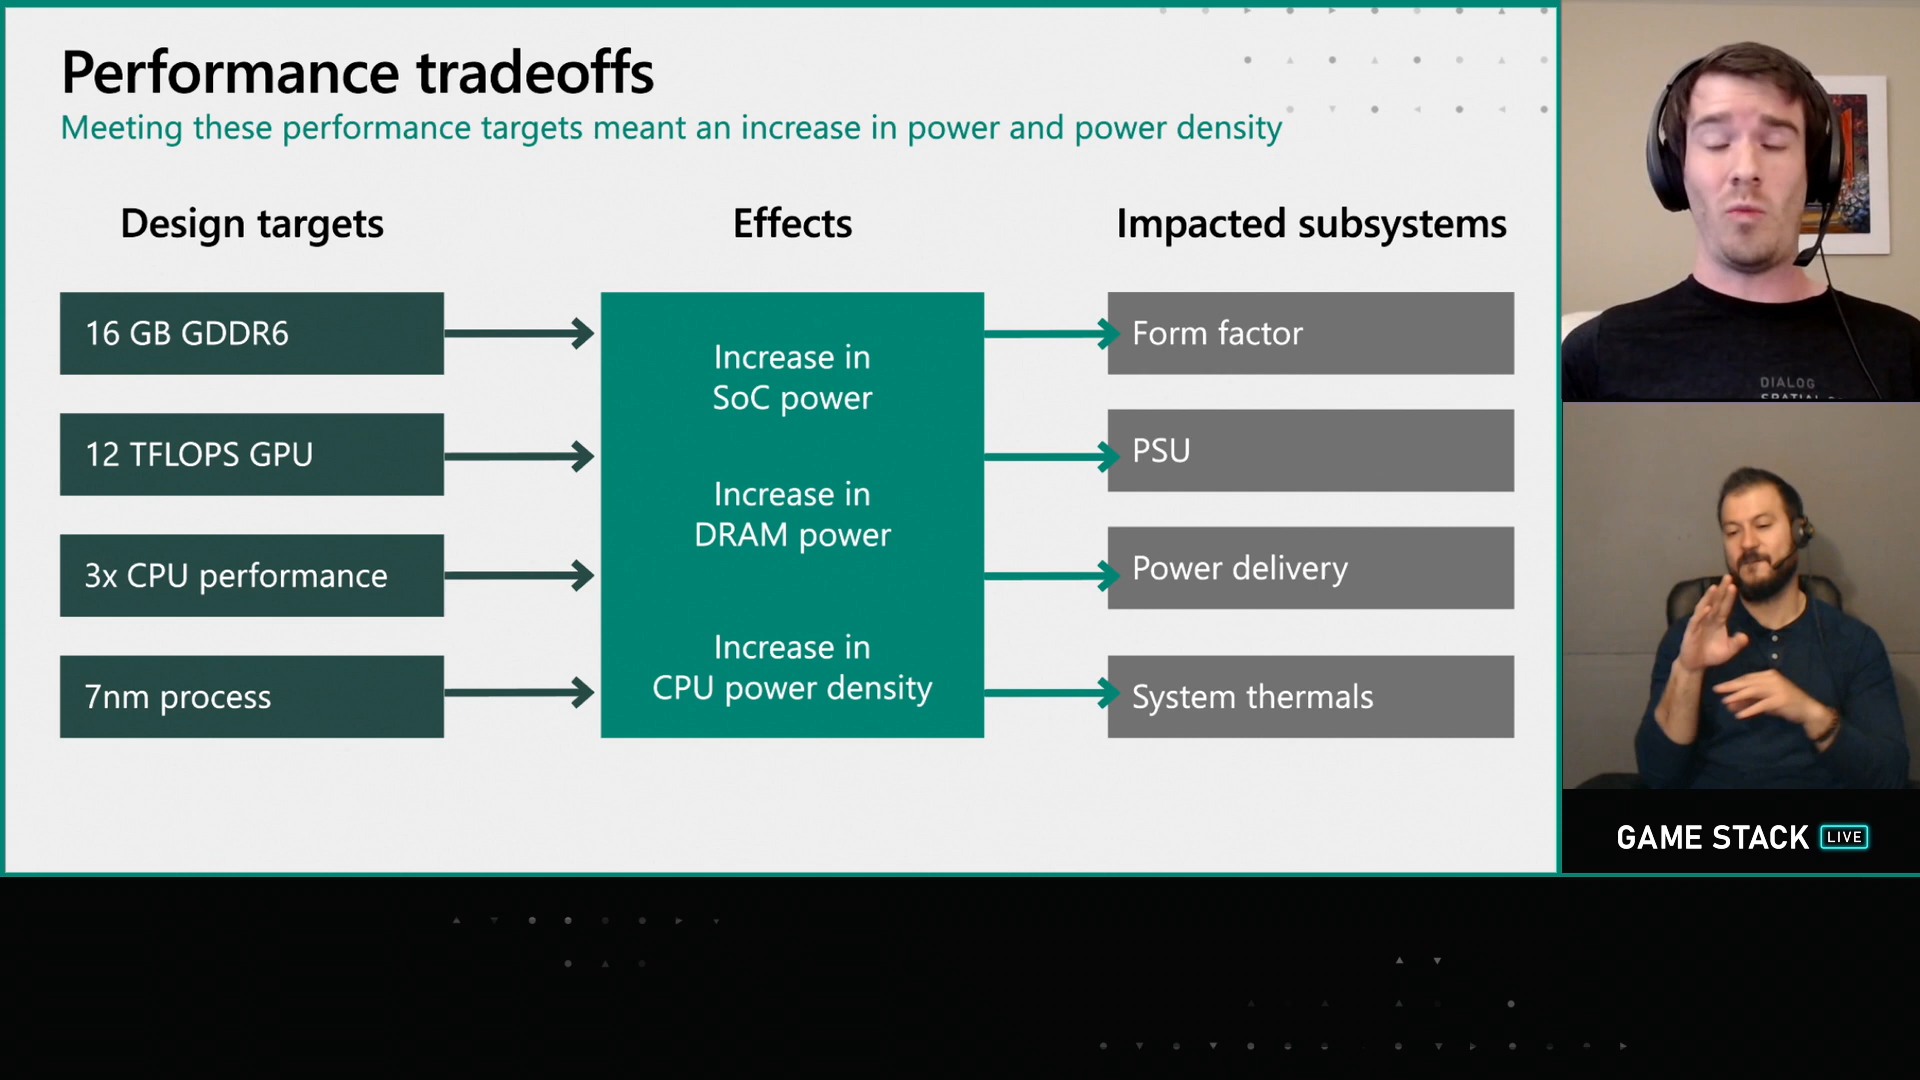 Performance tradeoffs
Meeting these performance targets meant an increase in power and power density
Design targets
Effects
Impacted subsystems
16 GB GDDR6
12 TFLOPS GPU
3x CPU performance
7nm process
Increase in
SoC power
Increase in
DRAM power
Increase in
CPU power density
Form factor
PSU
Power delivery
System thermals
DIALOG
GAME STACK LIVE